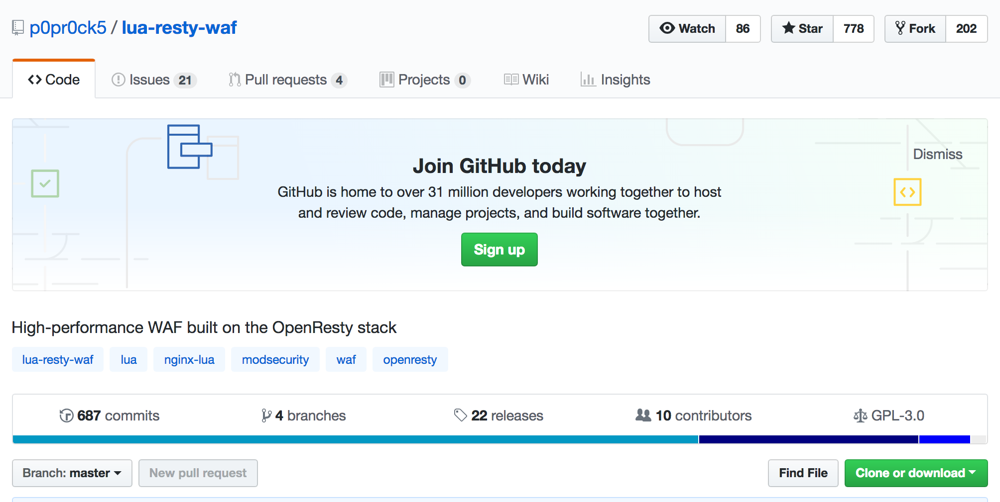 p0pr0ck5 / lua-resty-waf
Watch 86 Star 778 Fork 202
Code Issues 21 Pull requests 4 Projects 0 Wiki Insights
Dismiss
Join GitHub today
GitHub is home to over 31 million developers working together to host
and review code, manage projects, and build software together.
Sign up
High-performance WAF built on the OpenResty stack
lua-resty-waf lua nginx-lua modsecurity waf openresty
687 commits 4 branches 22 releases 10 contributors GPL-3.0
Branch: master New pull request Find File Clone or download